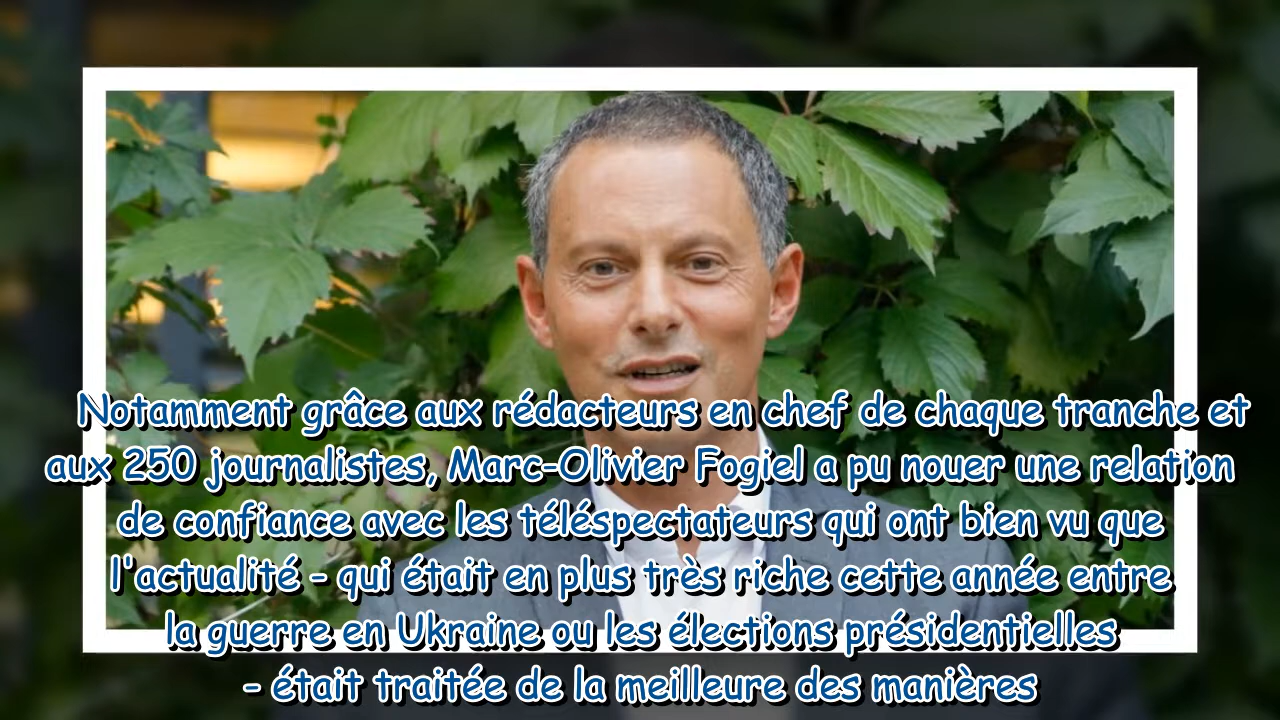 Notamment grâce aux rédacteurs en chef de chaque tranche et
aux 250 journalistes, Marc-Olivier Fogiel a pu nouer une relation
de confiance avec les téléspectateurs qui ont bien vu que
l'actualité - qui était en plus très riche cette année entre
la guerre en Ukraine ou les élections présidentielles
- était traitée de la meilleure des manières